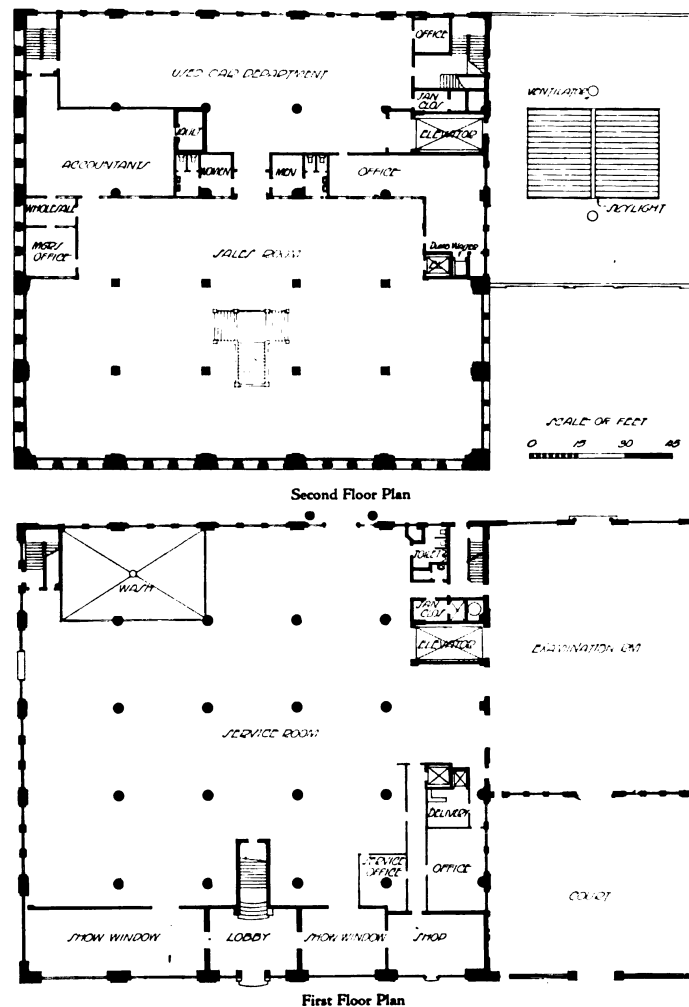 OFFICE
USED CAR DEPARTMENT
JAN
CLOS
VENTILATOR
VAULT
ELEVATOR
ACCOUNTANTS
WOMEN
MEN
OFFICE
WHOLESALE
SKYLIGHT
MGRS
OFFICE
SALES ROOM
DUMB WAITER
SCALE OF FEET
0 15 30 45
Second Floor Plan
TOILET
WASH
JAN
CLOS
ELEVATOR
EXAMINATION RM
SERVICE ROOM
DELIVERY
SERVICE
OFFICE
OFFICE
COURT
SHOW WINDOW
LOBBY
SHOW WINDOW
SHOP
First Floor Plan